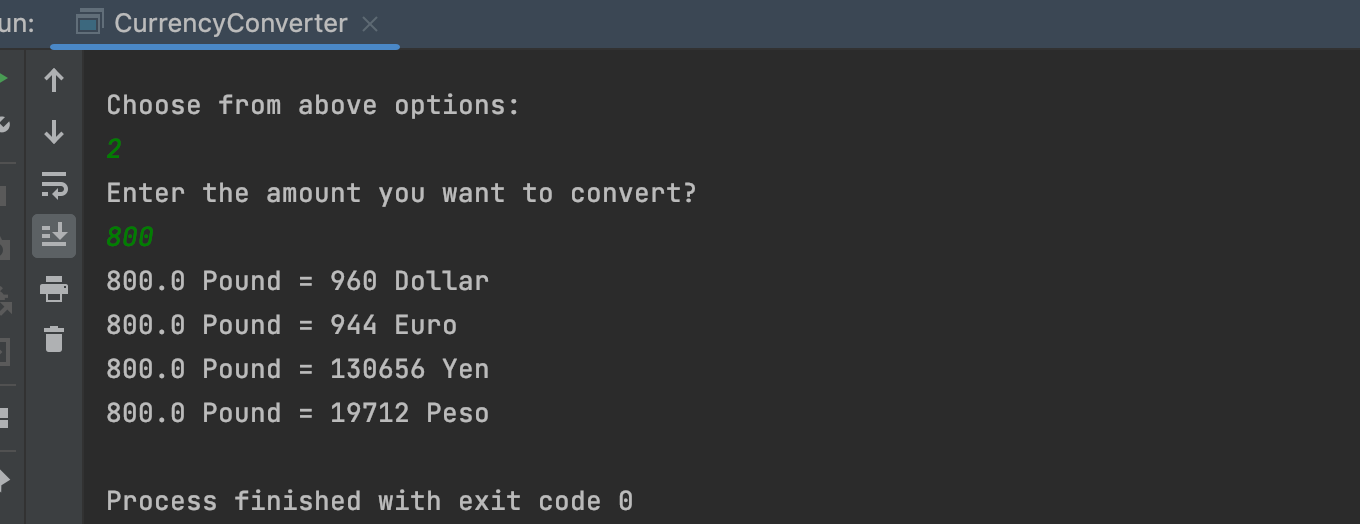 un:
CurrencyConverter
Choose from above options:
2
Enter the amount you want to convert?
800
800.0 Pound = 960 Dollar
800.0 Pound = 944 Euro
800.0 Pound = 130656 Yen
800.0 Pound = 19712 Peso
Process finished with exit code 0